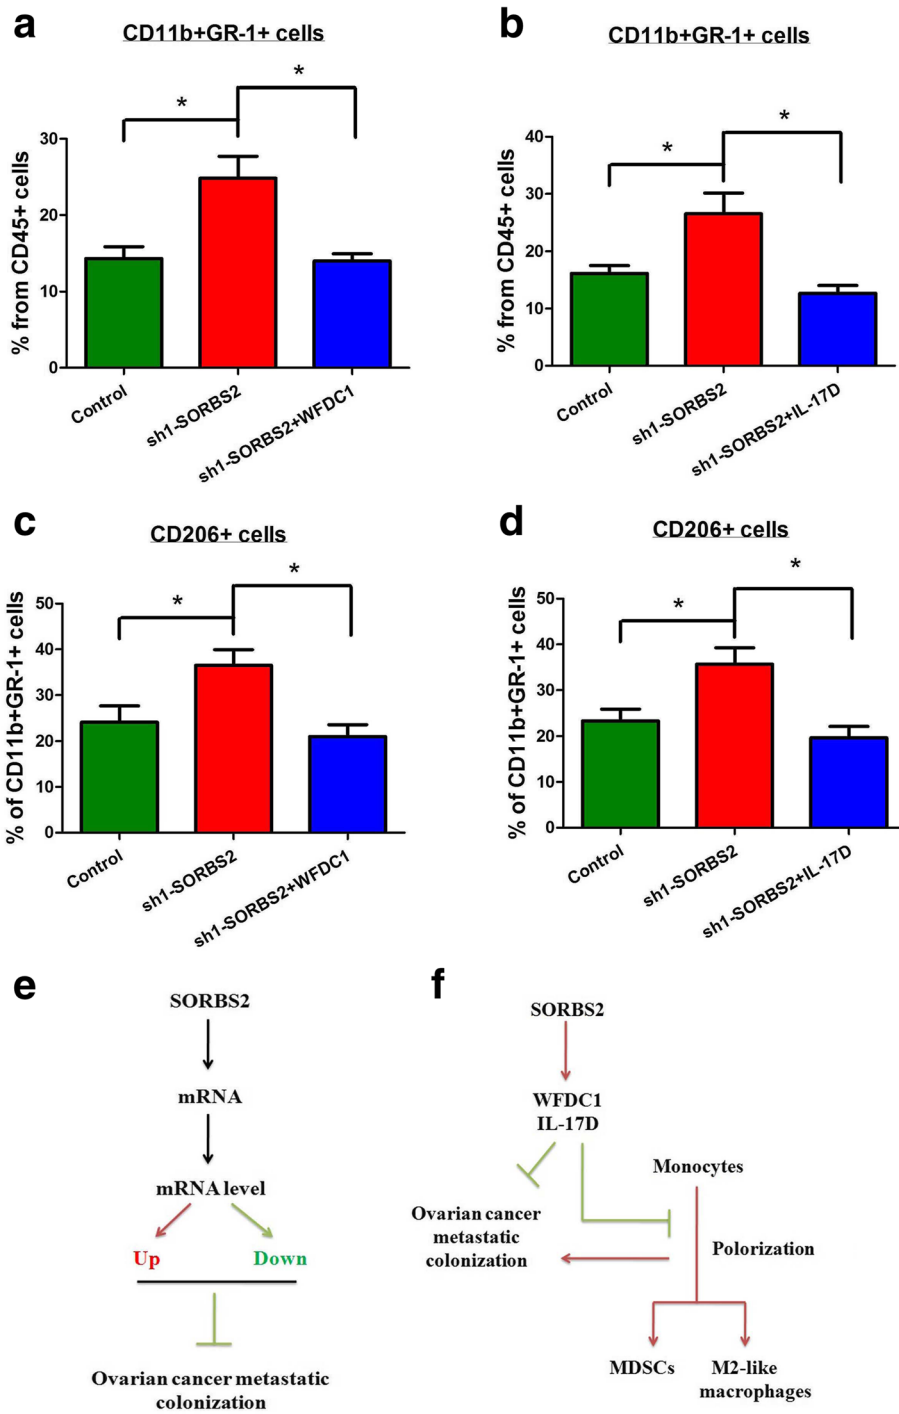 a
CD11b+GR-1+ cells
*
*
% from CD45+ cells
30
20
10
0
Control
sh1-SORBS2
sh1-SORBS2+WFDC1
b
CD11b+GR-1+ cells
*
*
% from CD45+ cells
40
30
20
10
0
Control
sh1-SORBS2
sh1-SORBS2+IL-17D
c
CD206+ cells
*
*
% of CD11b+GR-1+ cells
50
40
30
20
10
0
Control
sh1-SORBS2
sh1-SORBS2+WFDC1
d
CD206+ cells
*
*
% of CD11b+GR-1+ cells
50
40
30
20
10
0
Control
sh1-SORBS2
sh1-SORBS2+IL-17D
e
SORBS2
mRNA
mRNA level
Up
Down
Ovarian cancer metastatic
colonization
f
SORBS2
WFDC1
IL-17D
Monocytes
Ovarian cancer
metastatic
colonization
Polorization
MDSCs
M2-like
macrophages